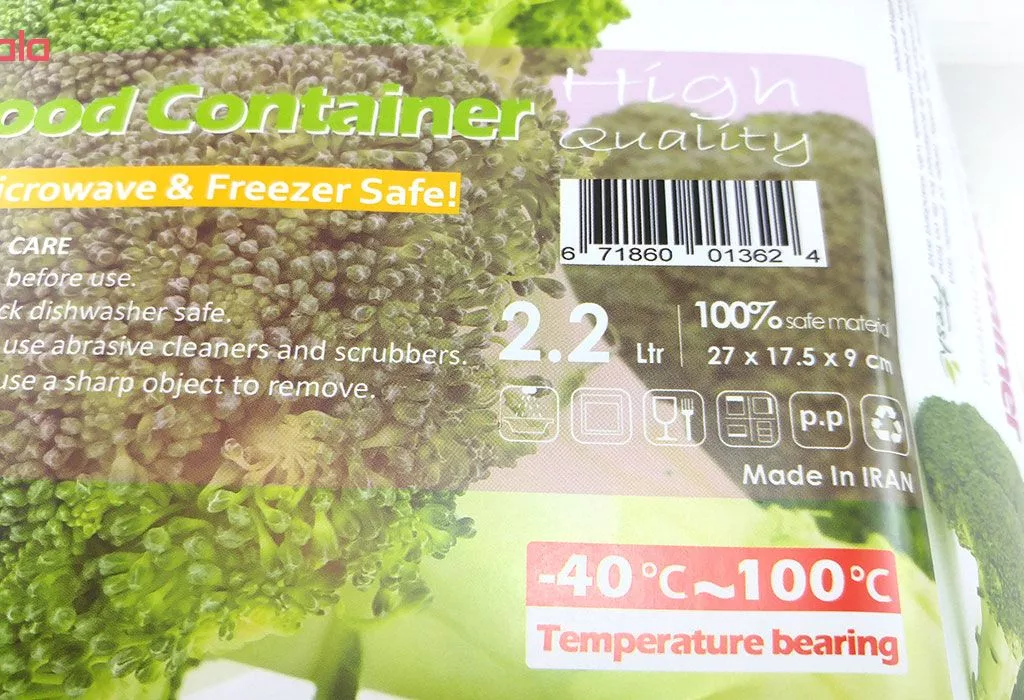 ala
ood Container
icrowave & Freezer Safe!
CARE
before use.
ck dishwasher safe.
use abrasive cleaners and scrubbers.
use a sharp object to remove.
High
Quality
6 71860 01362 4
2.2 Ltr
100% safe material
27 x 17.5 x 9 cm
p.p
Made In IRAN
-40°C~100°C
Temperature bearing